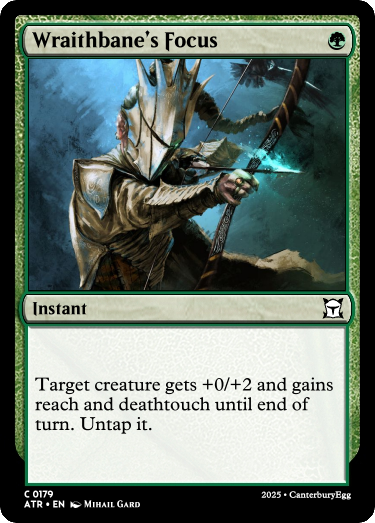 Wraithbane's Focus
Instant
Target creature gets +0/+2 and gains
reach and deathtouch until end of
turn. Untap it.
C 0179
ATR • EN Mihail Gard
2025 • CanterburyEgg